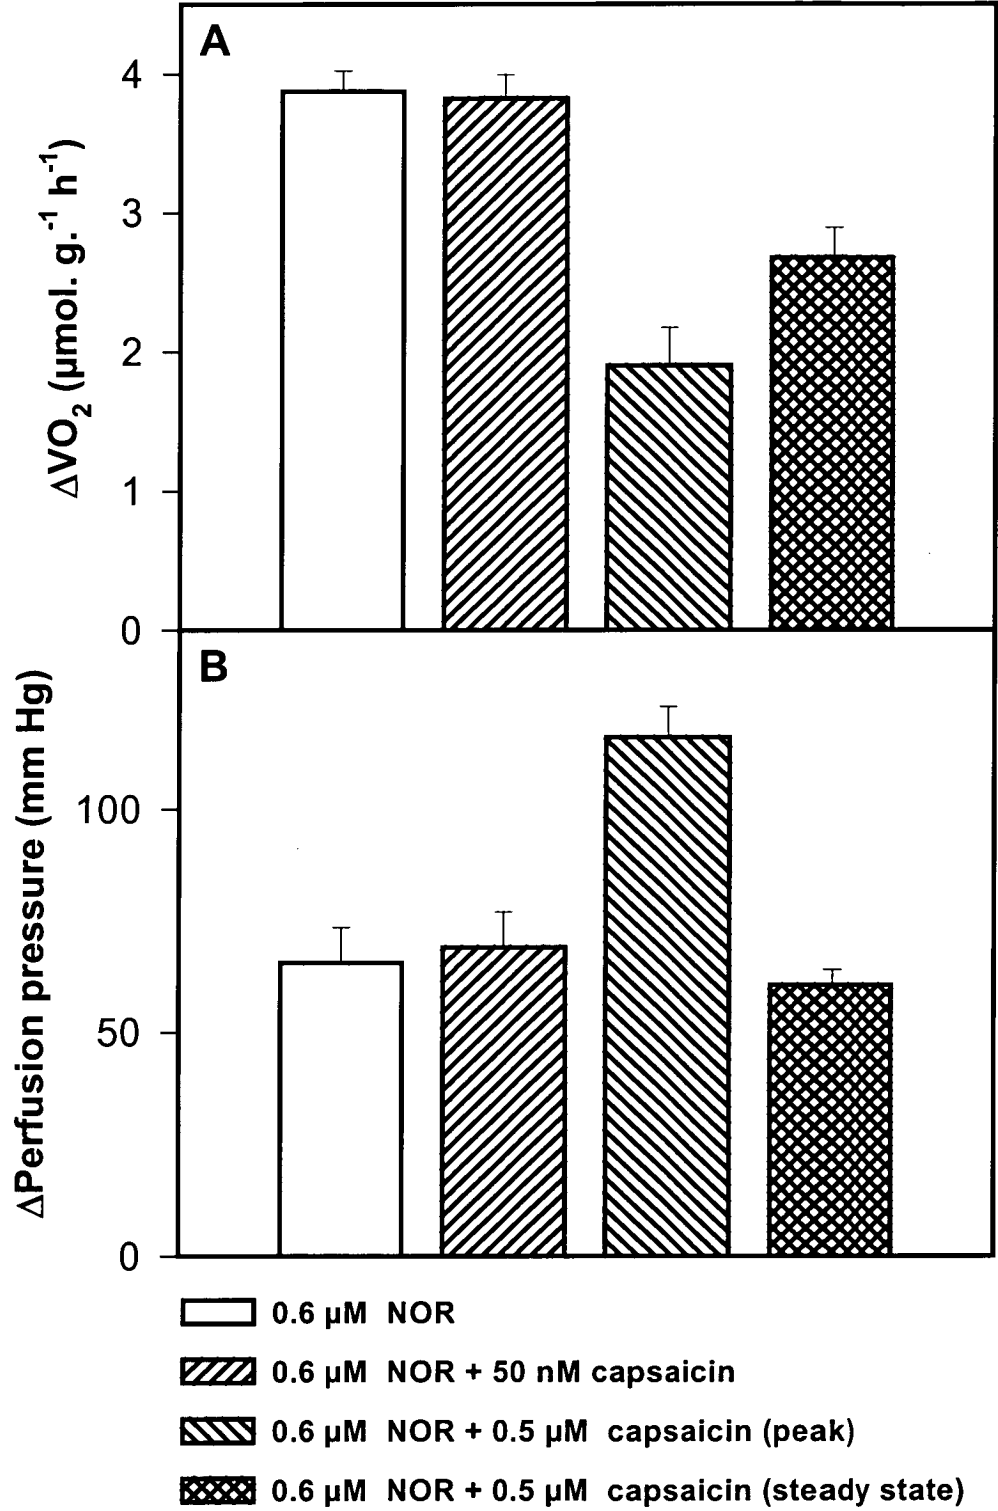 A
4
3
2
1
0
ΔVO2 (µmol. g.-1 h-1)
B
100
50
0
ΔPerfusion pressure (mm Hg)
0.6 µM NOR
0.6 µM NOR + 50 nM capsaicin
0.6 µM NOR + 0.5 µM capsaicin (peak)
0.6 µM NOR + 0.5 µM capsaicin (steady state)